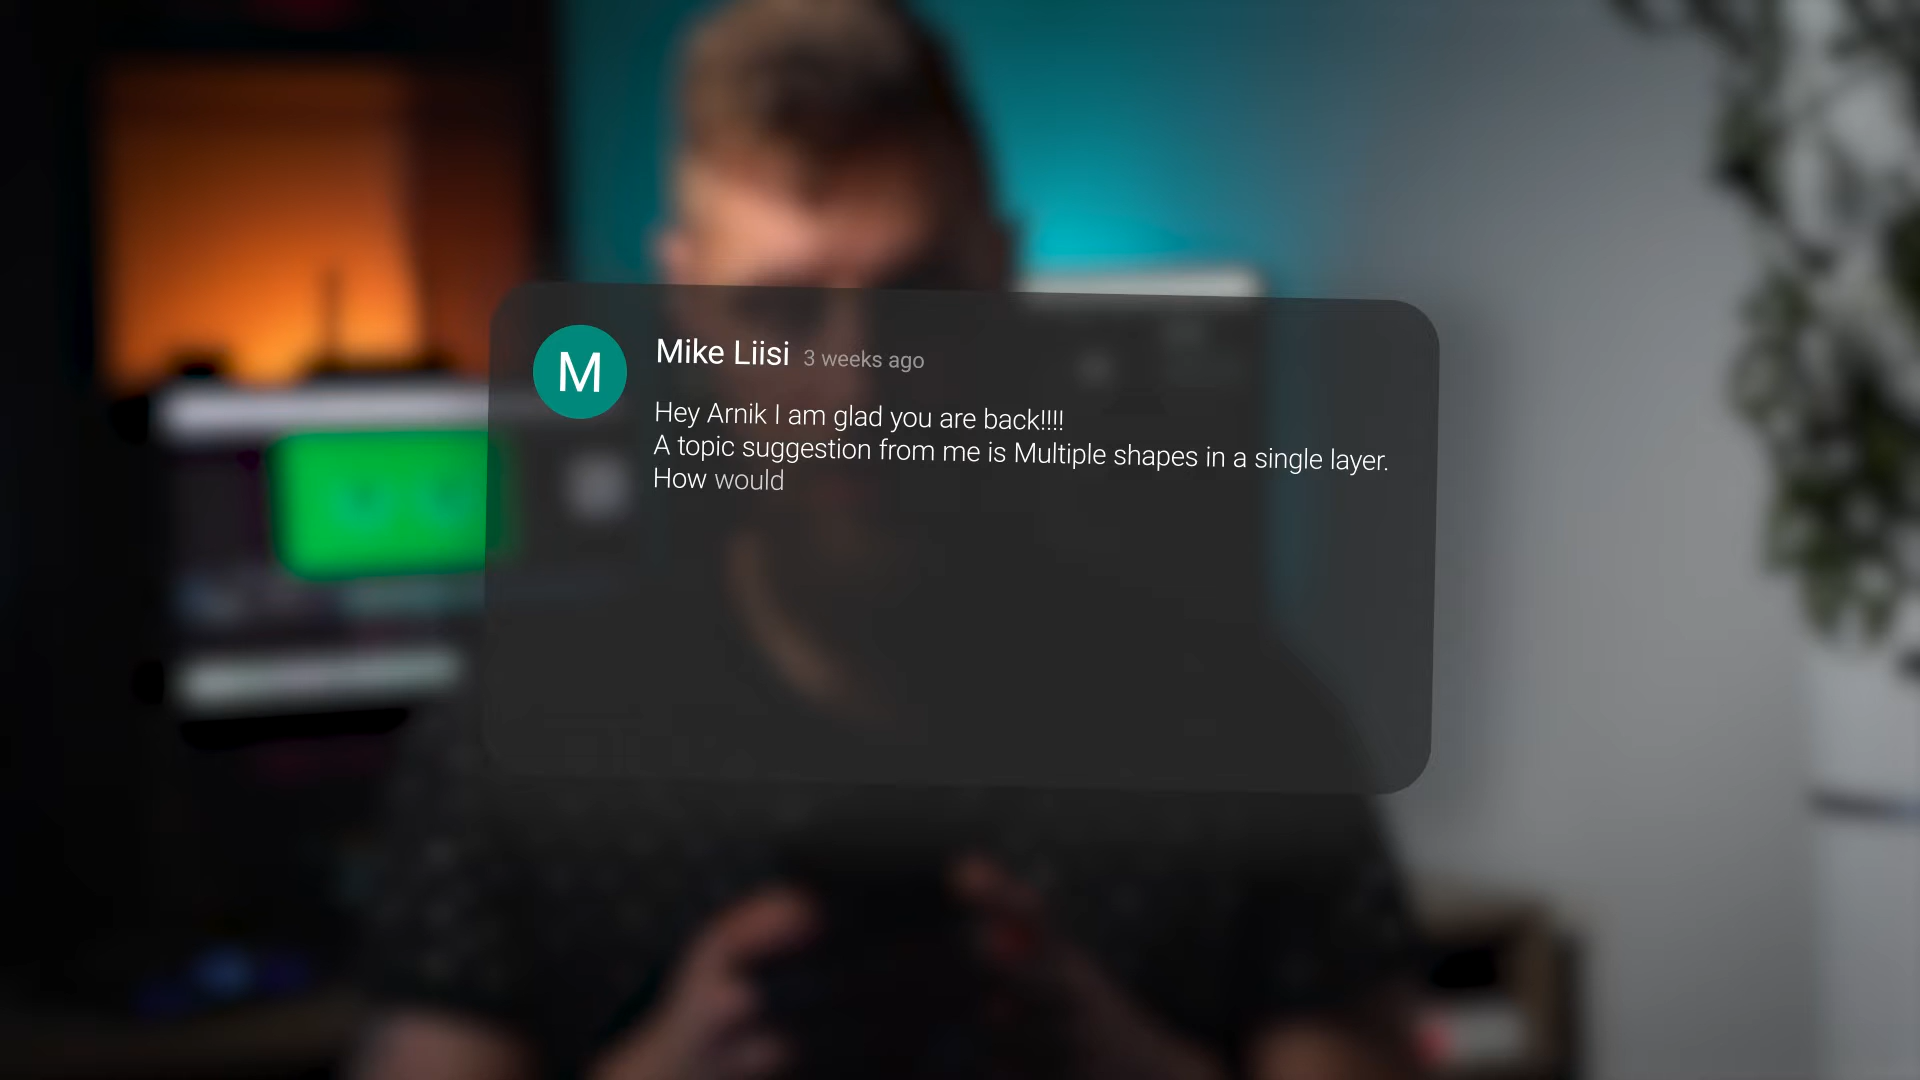 M
Mike Liisi 3 weeks ago
Hey Arnik I am glad you are back!!!!
A topic suggestion from me is Multiple shapes in a single layer.
How would